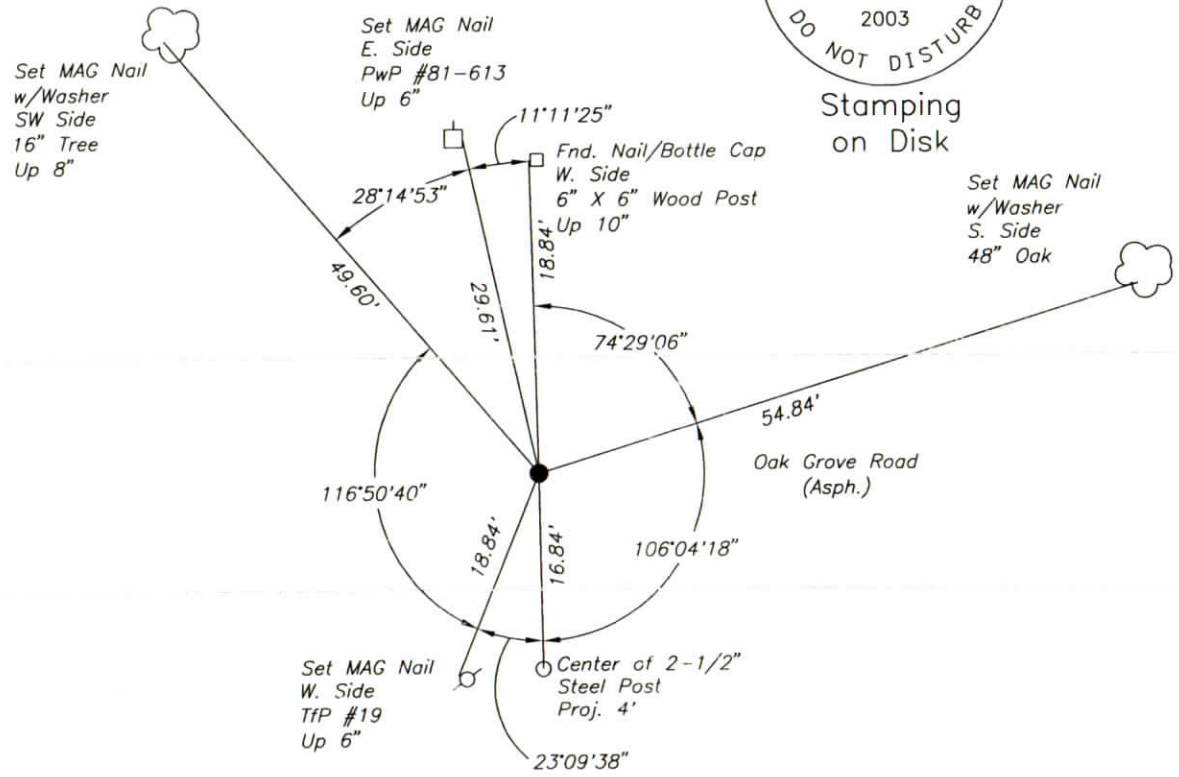 2003
DO NOT DISTURB
Stamping
on Disk
Set MAG Nail
w/Washer
SW Side
16" Tree
Up 8"
Set MAG Nail
E. Side
PwP #81-613
Up 6"
11°11'25"
Fnd. Nail/Bottle Cap
W. Side
6" X 6" Wood Post
Up 10"
Set MAG Nail
w/Washer
S. Side
48" Oak
28°14'53"
49.60'
29.61'
18.84'
74°29'06"
54.84'
Oak Grove Road
(Asph.)
116°50'40"
18.84'
16.84'
106°04'18"
Set MAG Nail
W. Side
TfP #19
Up 6"
Center of 2-1/2"
Steel Post
Proj. 4'
23°09'38"